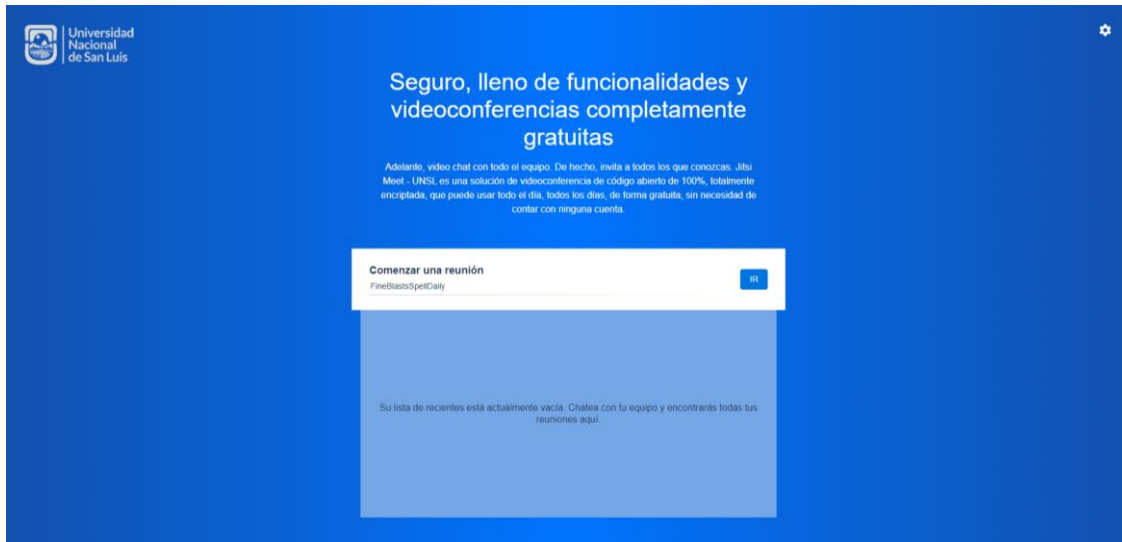 Universidad
Nacional
de San Luis
Seguro, lleno de funcionalidades y
videoconferencias completamente
gratuitas
Adelante, video chat con todo el equipo. De hecho, invita a todos los que conozcas. Jitsi
Meet - UNSL es una solución de videoconferencia de código abierto de 100%, totalmente
encriptada, que puede usar todo el día, todos los días, de forma gratuita, sin necesidad de
contar con ninguna cuenta.
Comenzar una reunión
FineBlastsSpellDaily
IR
Su lista de recientes está actualmente vacía. Chatea con tu equipo y encontrarás todas tus
reuniones aquí.